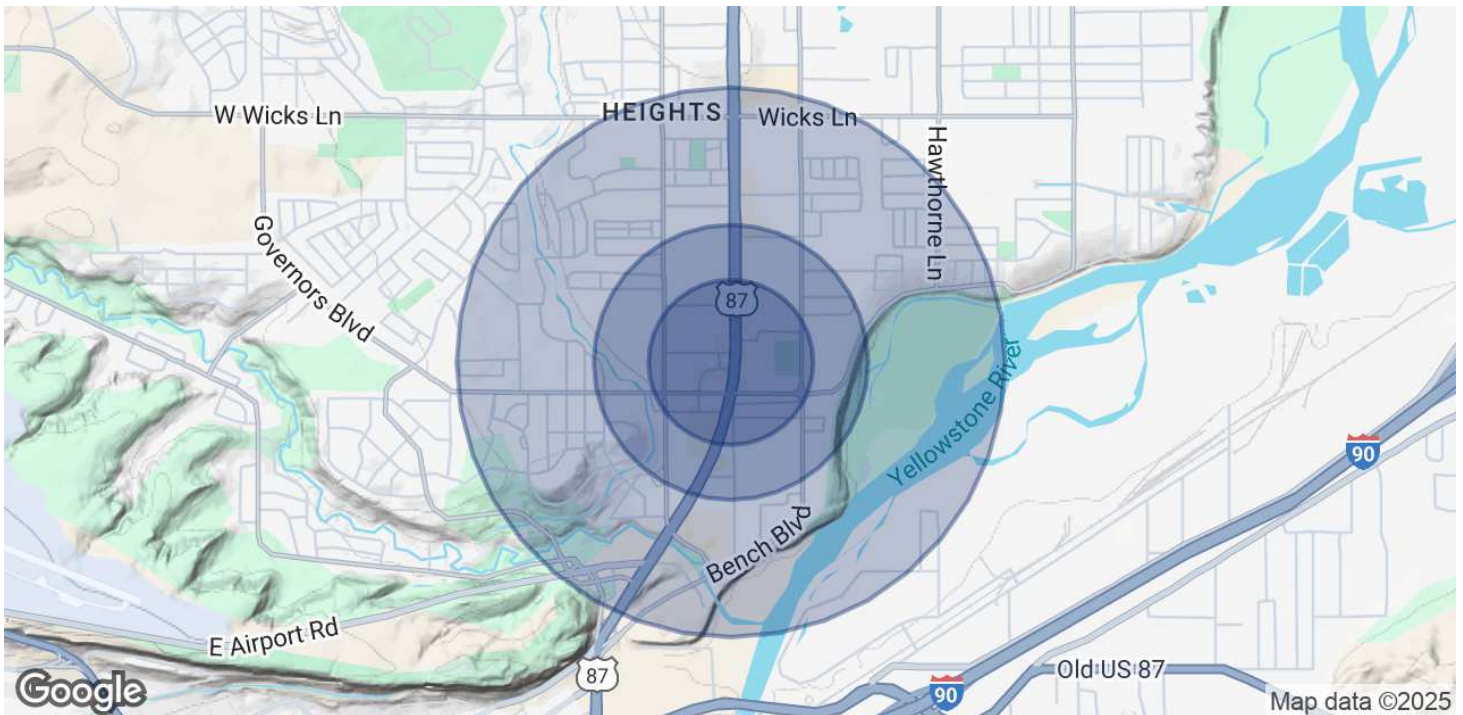 HEIGHTS
W Wicks Ln
Wicks Ln
Hawthorne Ln
Governors Blvd
87
Yellowstone River
90
Bench Blvd
E Airport Rd
87
Old US 87
90
Google
Map data ©2025